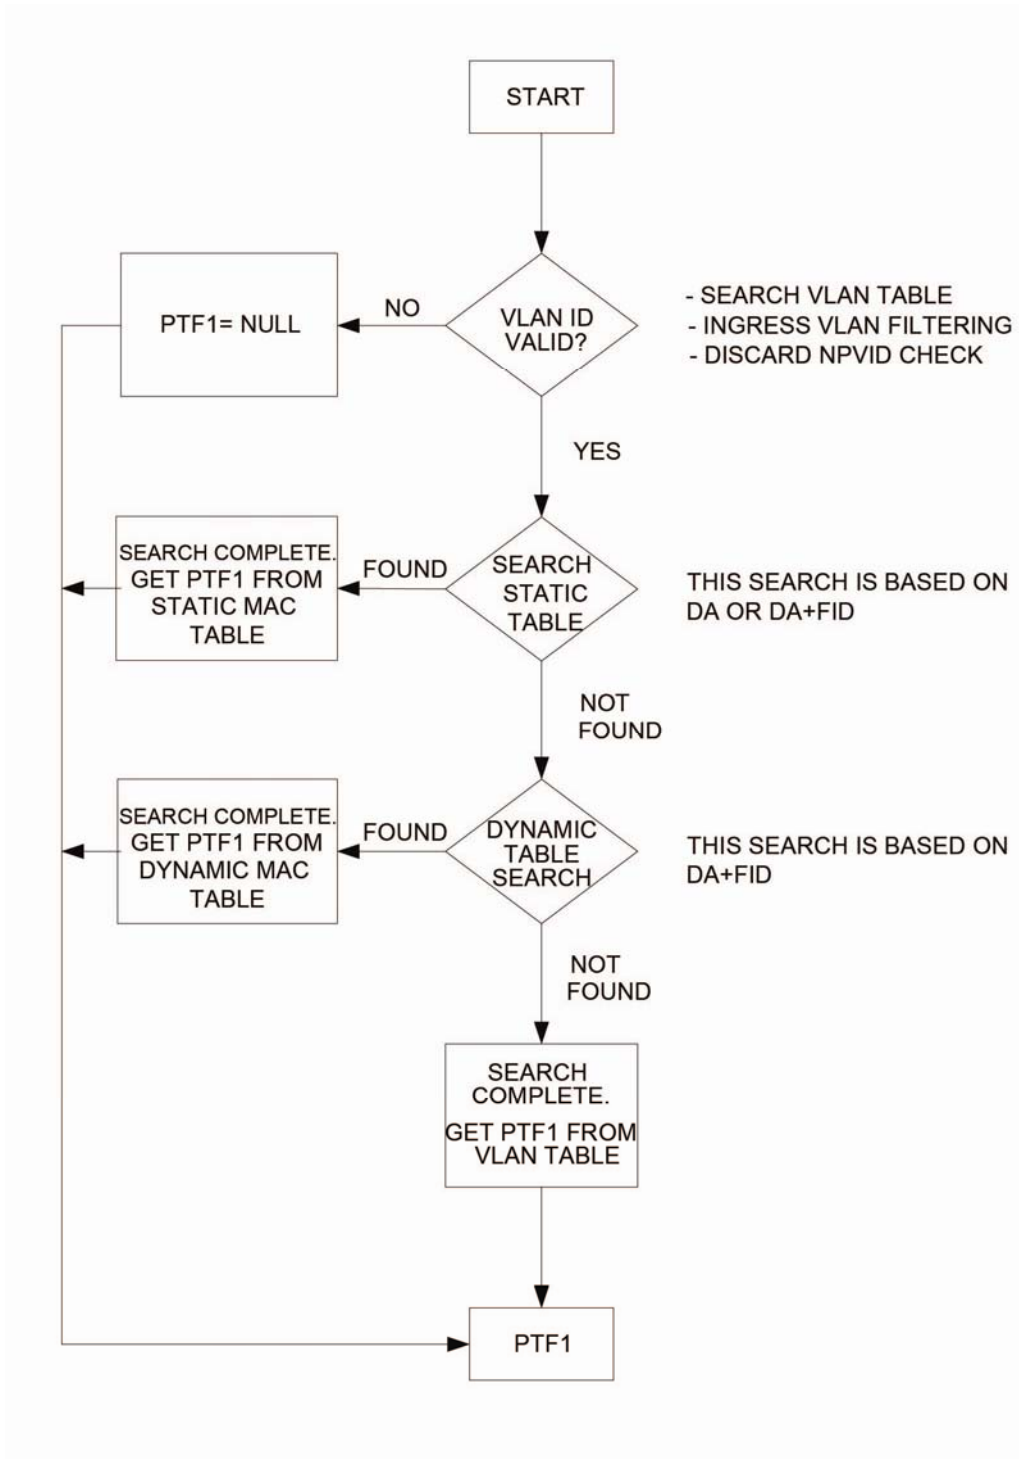 START
PTF1= NULL
NO
VLAN ID
VALID?
- SEARCH VLAN TABLE
- INGRESS VLAN FILTERING
- DISCARD NPVID CHECK
YES
SEARCH COMPLETE.
GET PTF1 FROM
STATIC MAC
TABLE
FOUND
SEARCH
STATIC
TABLE
THIS SEARCH IS BASED ON
DA OR DA+FID
NOT
FOUND
SEARCH COMPLETE.
GET PTF1 FROM
DYNAMIC MAC
TABLE
FOUND
DYNAMIC
TABLE
SEARCH
THIS SEARCH IS BASED ON
DA+FID
NOT
FOUND
SEARCH
COMPLETE.
GET PTF1 FROM
VLAN TABLE
PTF1